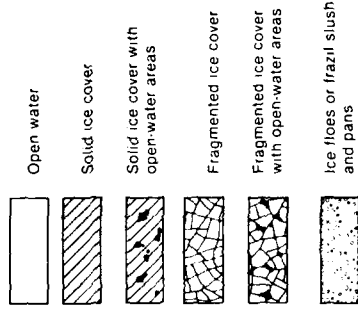 Open water
Solid ice cover
Solid ice cover with
open-water areas
Fragmented ice cover
Fragmented ice cover
with open-water areas
Ice floes or frazil slush
and pans